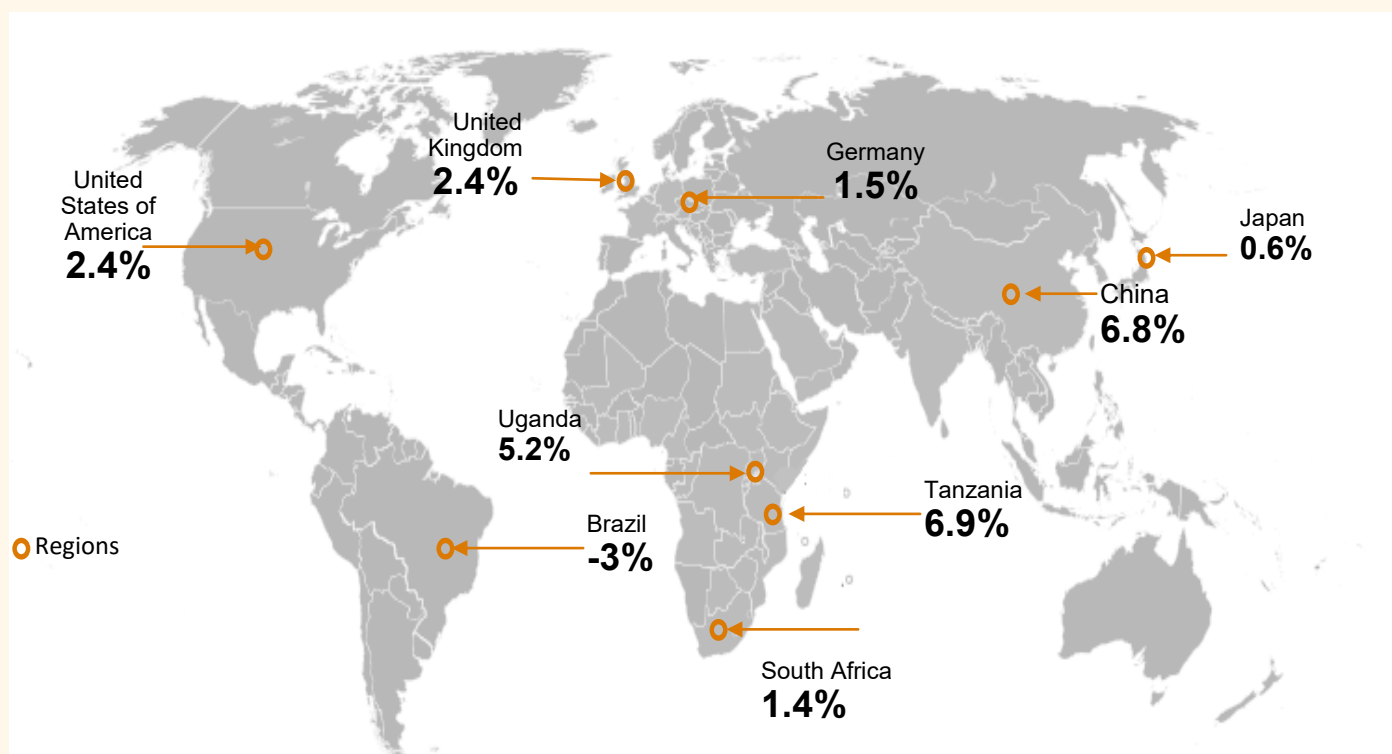 United
Kingdom
2.4%
Germany
1.5%
United
States of
America
2.4%
Japan
0.6%
China
6.8%
Uganda
5.2%
Tanzania
6.9%
Brazil
-3%
Regions
South Africa
1.4%